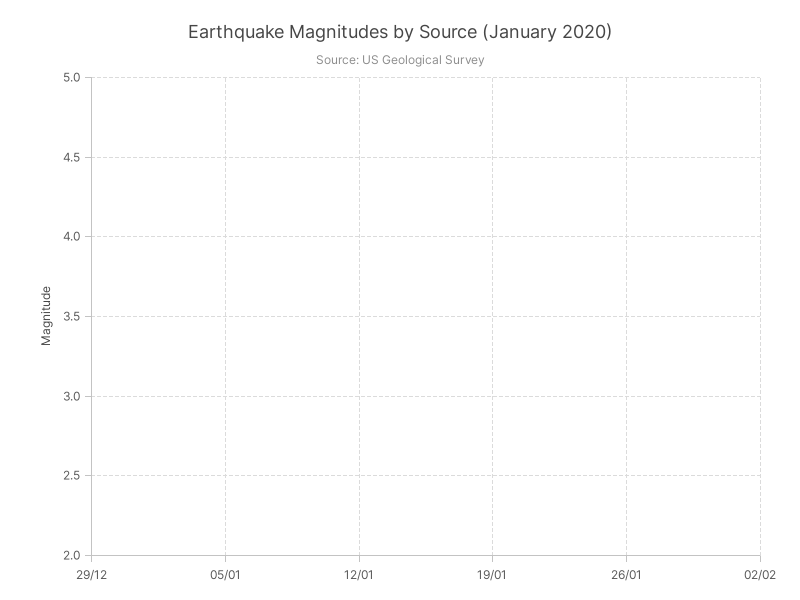 Earthquake Magnitudes by Source (January 2020)
Source: US Geological Survey
5.0
4.5
4.0
3.5
3.0
2.5
2.0
Magnitude
29/12 05/01 12/01 19/01 26/01 02/02